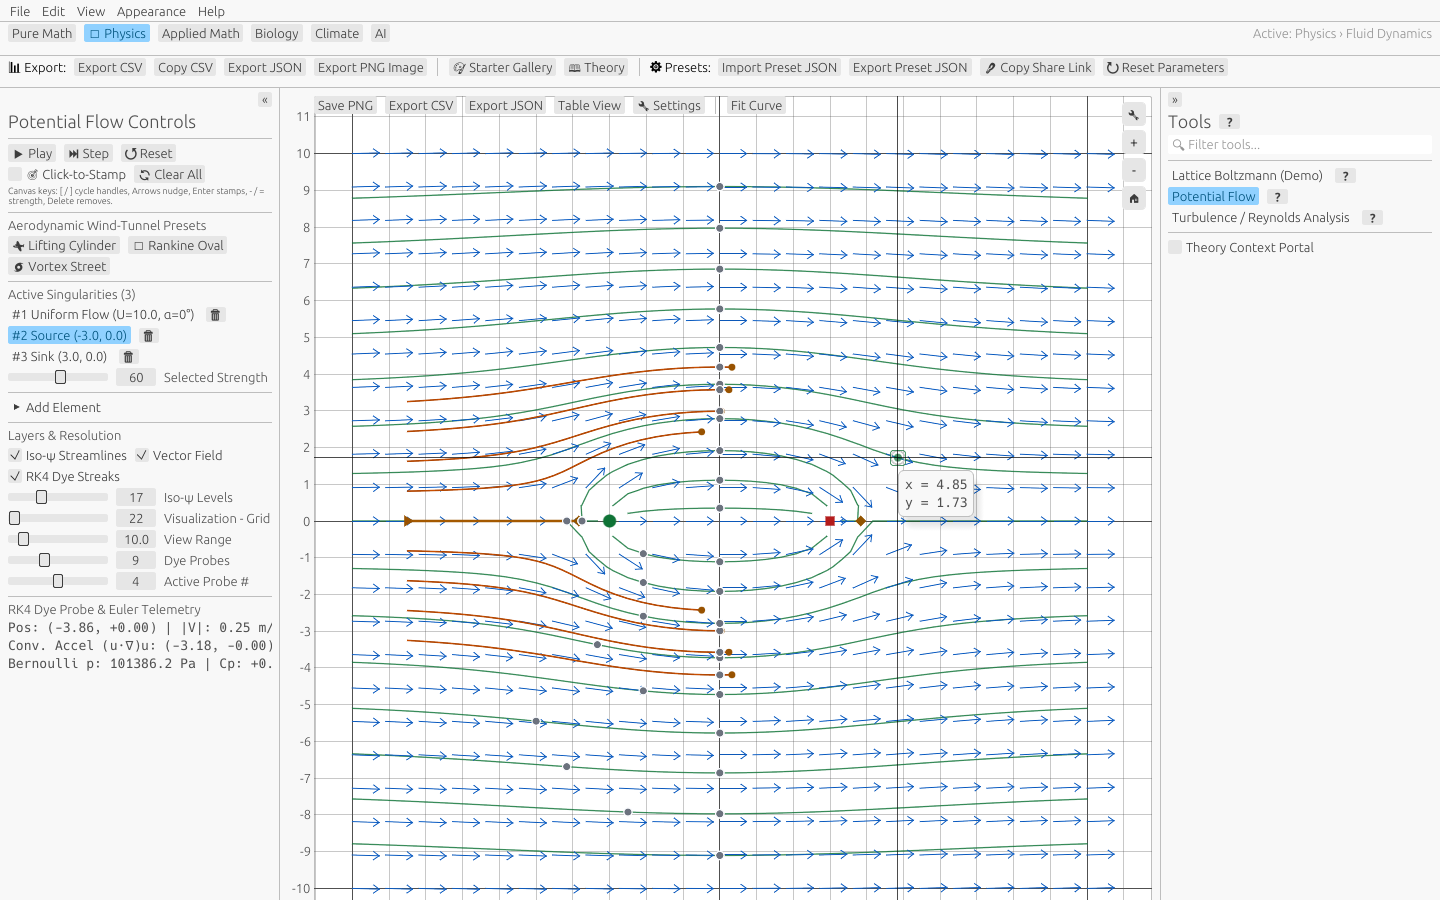 File Edit View Appearance Help
Pure Math Physics Applied Math Biology Climate AI Active: Physics › Fluid Dynamics
Export: Export CSV Copy CSV Export JSON Export PNG Image Starter Gallery Theory Presets: Import Preset JSON Export Preset JSON Copy Share Link Reset Parameters
«
Potential Flow Controls
Play Step Reset
Click-to-Stamp Clear All
Canvas keys: [ / ] cycle handles, Arrows nudge, Enter stamps, - / =
strength, Delete removes.
Aerodynamic Wind-Tunnel Presets
Lifting Cylinder Rankine Oval
Vortex Street
Active Singularities (3)
#1 Uniform Flow (U=10.0, α=0°)
#2 Source (-3.0, 0.0)
#3 Sink (3.0, 0.0)
60 Selected Strength
Add Element
Layers & Resolution
Iso-ψ Streamlines Vector Field
RK4 Dye Streaks
17 Iso-ψ Levels
22 Visualization - Grid
10.0 View Range
9 Dye Probes
4 Active Probe #
RK4 Dye Probe & Euler Telemetry
Pos: (-3.86, +0.00) | |V|: 0.25 m/
Conv. Accel (u·∇)u: (-3.18, -0.00)
Bernoulli p: 101386.2 Pa | Cp: +0.
Save PNG Export CSV Export JSON Table View Settings Fit Curve
+
-
11
10
9
8
7
6
5
4
3
2
1
0
-1
-2
-3
-4
-5
-6
-7
-8
-9
-10
x = 4.85
y = 1.73
»
Tools ?
Filter tools...
Lattice Boltzmann (Demo) ?
Potential Flow ?
Turbulence / Reynolds Analysis ?
Theory Context Portal